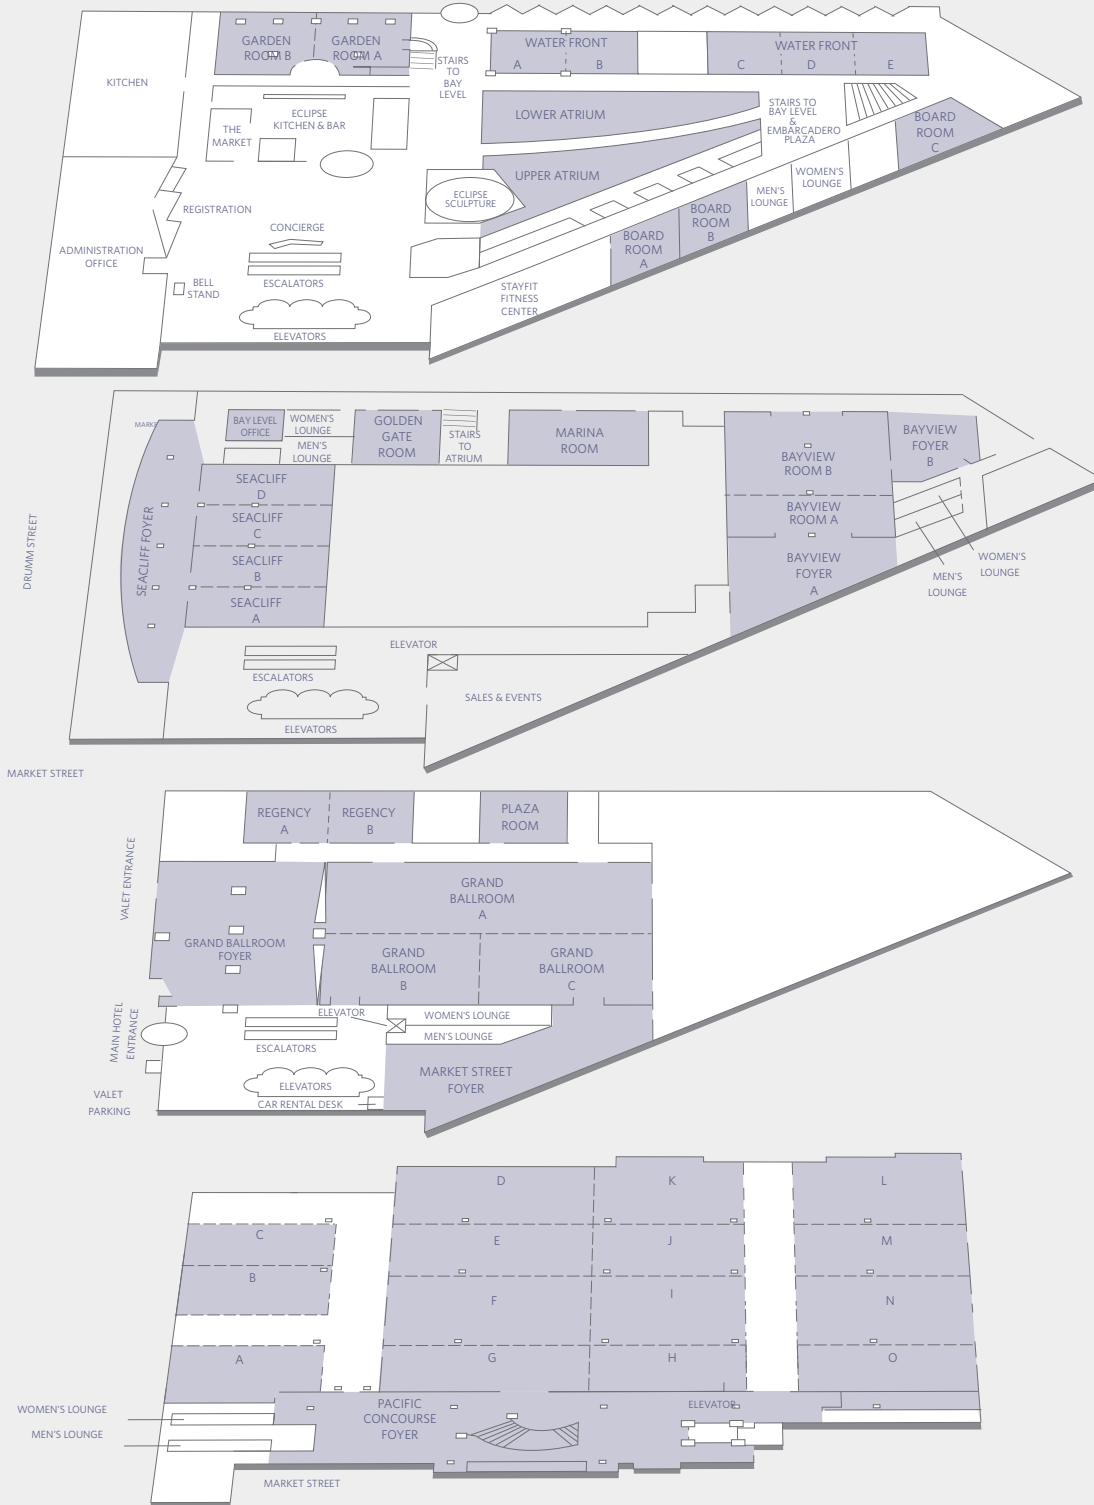 GARDEN
ROOM B
GARDEN
ROOM A
KITCHEN
STAIRS
TO
BAY
LEVEL
WATER FRONT
A
B
WATER FRONT
C
D
E
THE
MARKET
ECLIPSE
KITCHEN & BAR
LOWER ATRIUM
STAIRS TO
BAY LEVEL
&
EMBARCADERO
PLAZA
BOARD
ROOM
C
UPPER ATRIUM
WOMEN'S
LOUNGE
MEN'S
LOUNGE
ECLIPSE
SCULPTURE
REGISTRATION
CONCIERGE
BOARD
ROOM
B
BOARD
ROOM
A
ADMINISTRATION
OFFICE
BELL
STAND
ESCALATORS
STAYFIT
FITNESS
CENTER
ELEVATORS
BAY LEVEL
OFFICE
WOMEN'S
LOUNGE
MEN'S
LOUNGE
GOLDEN
GATE
ROOM
STAIRS
TO
ATRIUM
MARINA
ROOM
BAYVIEW
ROOM B
BAYVIEW
FOYER
B
SEACLIFF
D
SEACLIFF
C
SEACLIFF
B
SEACLIFF
A
SEACLIFF FOYER
DRUMM STREET
BAYVIEW
ROOM A
BAYVIEW
FOYER
A
WOMEN'S
LOUNGE
MEN'S
LOUNGE
ELEVATOR
ESCALATORS
SALES & EVENTS
ELEVATORS
MARKET STREET
REGENCY
A
REGENCY
B
PLAZA
ROOM
VALET ENTRANCE
GRAND
BALLROOM
A
GRAND BALLROOM
FOYER
GRAND
BALLROOM
B
GRAND
BALLROOM
C
MAIN HOTEL
ENTRANCE
ELEVATOR
WOMEN'S LOUNGE
MEN'S LOUNGE
ESCALATORS
MARKET STREET
FOYER
ELEVATORS
CAR RENTAL DESK
VALET
PARKING
D
K
L
C
E
J
M
B
F
I
N
A
G
H
O
PACIFIC
CONCOURSE
FOYER
ELEVATOR
WOMEN'S LOUNGE
MEN'S LOUNGE
MARKET STREET